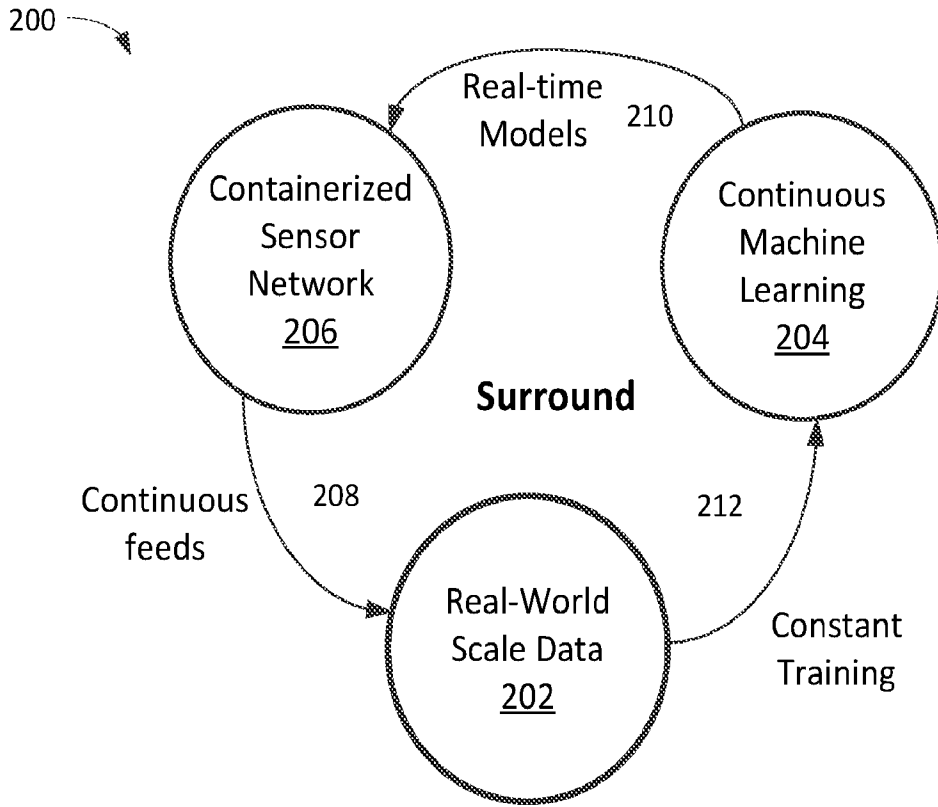 200
Real-time
Models
210
Containerized
Sensor
Network
206
Continuous
Machine
Learning
204
Surround
Continuous
feeds
208
212
Real-World
Scale Data
202
Constant
Training